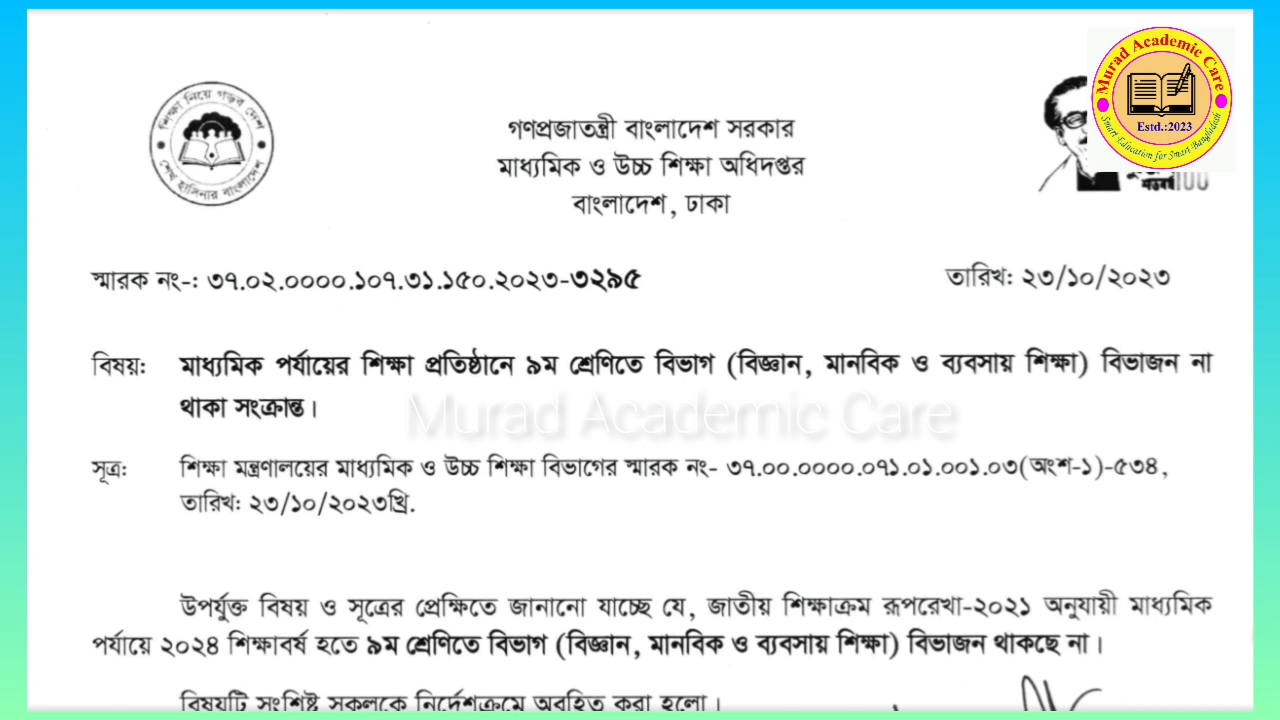 Murad Academic Care
Estd.:2023
Smart Education for Smart Bangladesh
শিক্ষা নিয়ে গড়ব দেশ
শেখ হাসিনার বাংলাদেশ
গণপ্রজাতন্ত্রী বাংলাদেশ সরকার
মাধ্যমিক ও উচ্চ শিক্ষা অধিদপ্তর
বাংলাদেশ, ঢাকা
100
স্মারক নং-: ৩৭.০২.০০০০.১০৭.৩১.১৫০.২০২৩-৩২৯৫ তারিখ: ২৩/১০/২০২৩
বিষয়: মাধ্যমিক পর্যায়ের শিক্ষা প্রতিষ্ঠানে ৯ম শ্রেণিতে বিভাগ (বিজ্ঞান, মানবিক ও ব্যবসায় শিক্ষা) বিভাজন না
থাকা সংক্রান্ত।
Murad Academic Care
সূত্র: শিক্ষা মন্ত্রণালয়ের মাধ্যমিক ও উচ্চ শিক্ষা বিভাগের স্মারক নং- ৩৭.০০.০০০০.০৭১.০১.০০১.০৩(অংশ-১)-৫৩৪,
তারিখ: ২৩/১০/২০২৩খ্রি.
উপর্যুক্ত বিষয় ও সূত্রের প্রেক্ষিতে জানানো যাচ্ছে যে, জাতীয় শিক্ষাক্রম রূপরেখা-২০২১ অনুযায়ী মাধ্যমিক
পর্যায়ে ২০২৪ শিক্ষাবর্ষ হতে ৯ম শ্রেণিতে বিভাগ (বিজ্ঞান, মানবিক ও ব্যবসায় শিক্ষা) বিভাজন থাকছে না।
বিষয়টি সংশিষ্ট সকলকে নির্দেশক্রমে অবহিত করা হলো।